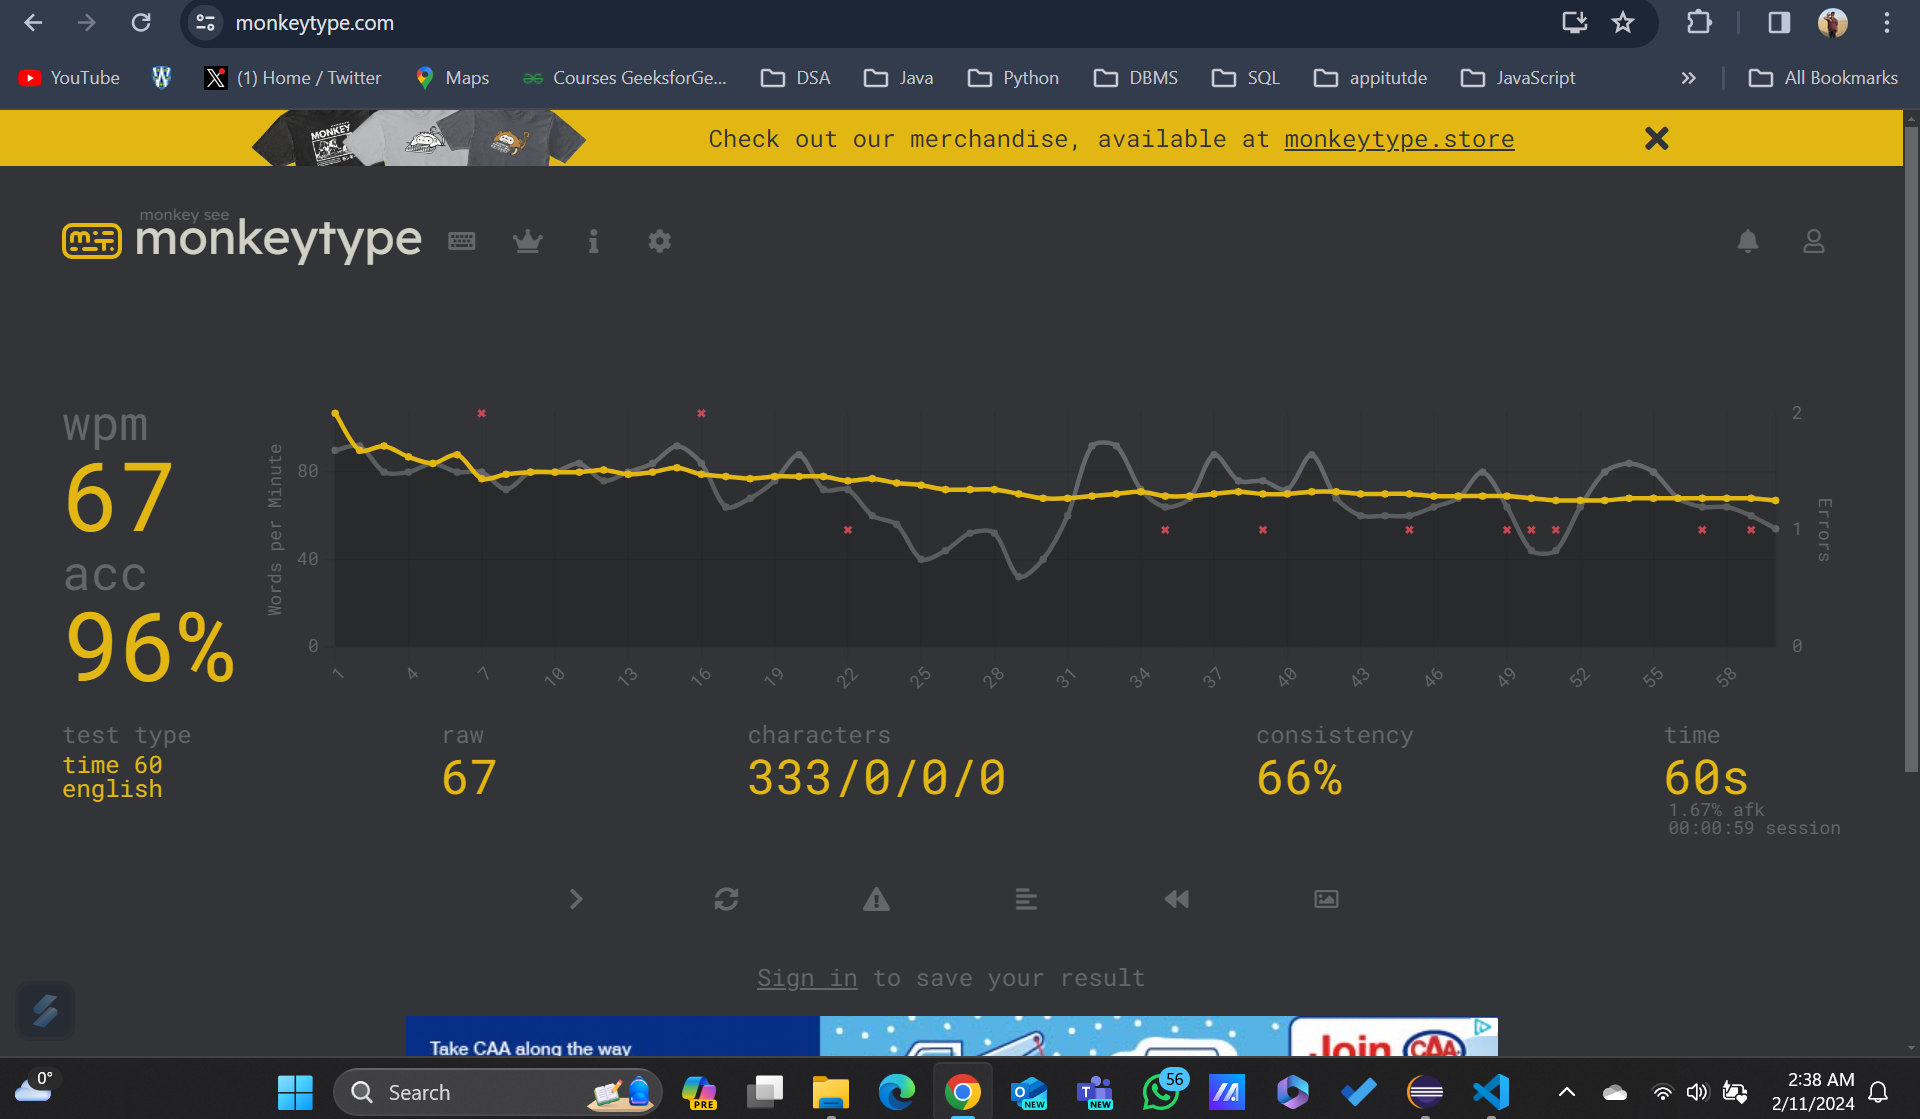 monkeytype.com
YouTube
(1) Home / Twitter
Maps
Courses GeeksforGe...
DSA
Java
Python
DBMS
SQL
appitutde
JavaScript
»
All Bookmarks
MONKEY
Check out our merchandise, available at monkeytype.store
monkey see
monkeytype
wpm
67
acc
96%
Words per Minute
80
40
0
2
1
0
Errors
1 4 7 10 13 16 19 22 25 28 31 34 37 40 43 46 49 52 55 58
test type
time 60
english
raw
67
characters
333/0/0/0
consistency
66%
time
60s
1.67% afk
00:00:59 session
Sign in to save your result
Take CAA along the way
Join CAA
0°
Search
PRE
NEW
NEW
56
2:38 AM
2/11/2024